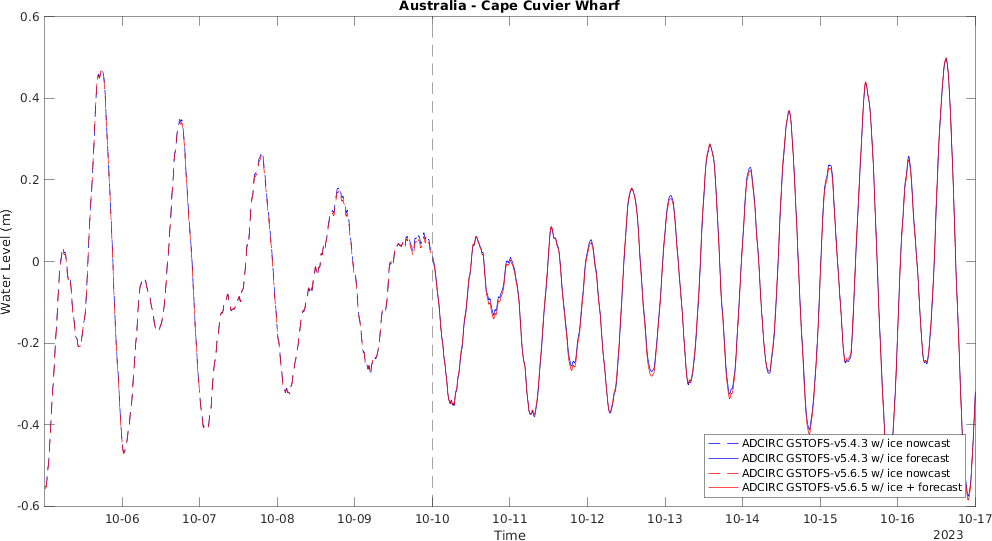 Australia - Cape Cuvier Wharf
0.6
0.4
0.2
0
-0.2
-0.4
-0.6
Water Level (m)
10-06 10-07 10-08 10-09 10-10 10-11 10-12 10-13 10-14 10-15 10-16 10-17
Time
2023
ADCIRC GSTOFS-v5.4.3 w/ ice nowcast
ADCIRC GSTOFS-v5.4.3 w/ ice forecast
ADCIRC GSTOFS-v5.6.5 w/ ice nowcast
ADCIRC GSTOFS-v5.6.5 w/ ice + forecast